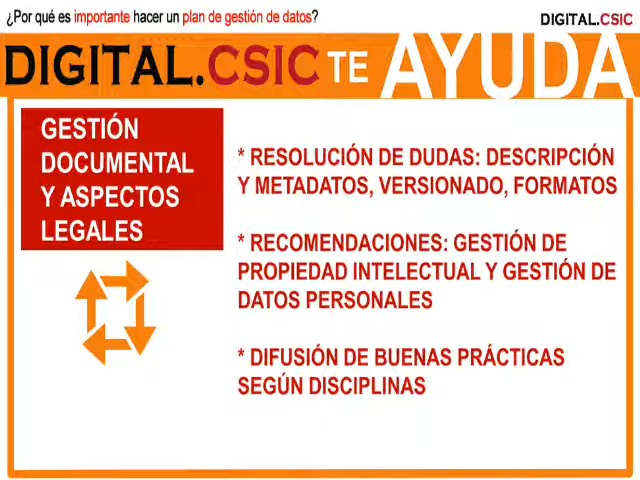 ¿Por qué es importante hacer un plan de gestión de datos?
DIGITAL.CSIC
DIGITAL.CSIC TE AYUDA
GESTIÓN
DOCUMENTAL
Y ASPECTOS
LEGALES
* RESOLUCIÓN DE DUDAS: DESCRIPCIÓN
Y METADATOS, VERSIONADO, FORMATOS
* RECOMENDACIONES: GESTIÓN DE
PROPIEDAD INTELECTUAL Y GESTIÓN DE
DATOS PERSONALES
* DIFUSIÓN DE BUENAS PRÁCTICAS
SEGÚN DISCIPLINAS